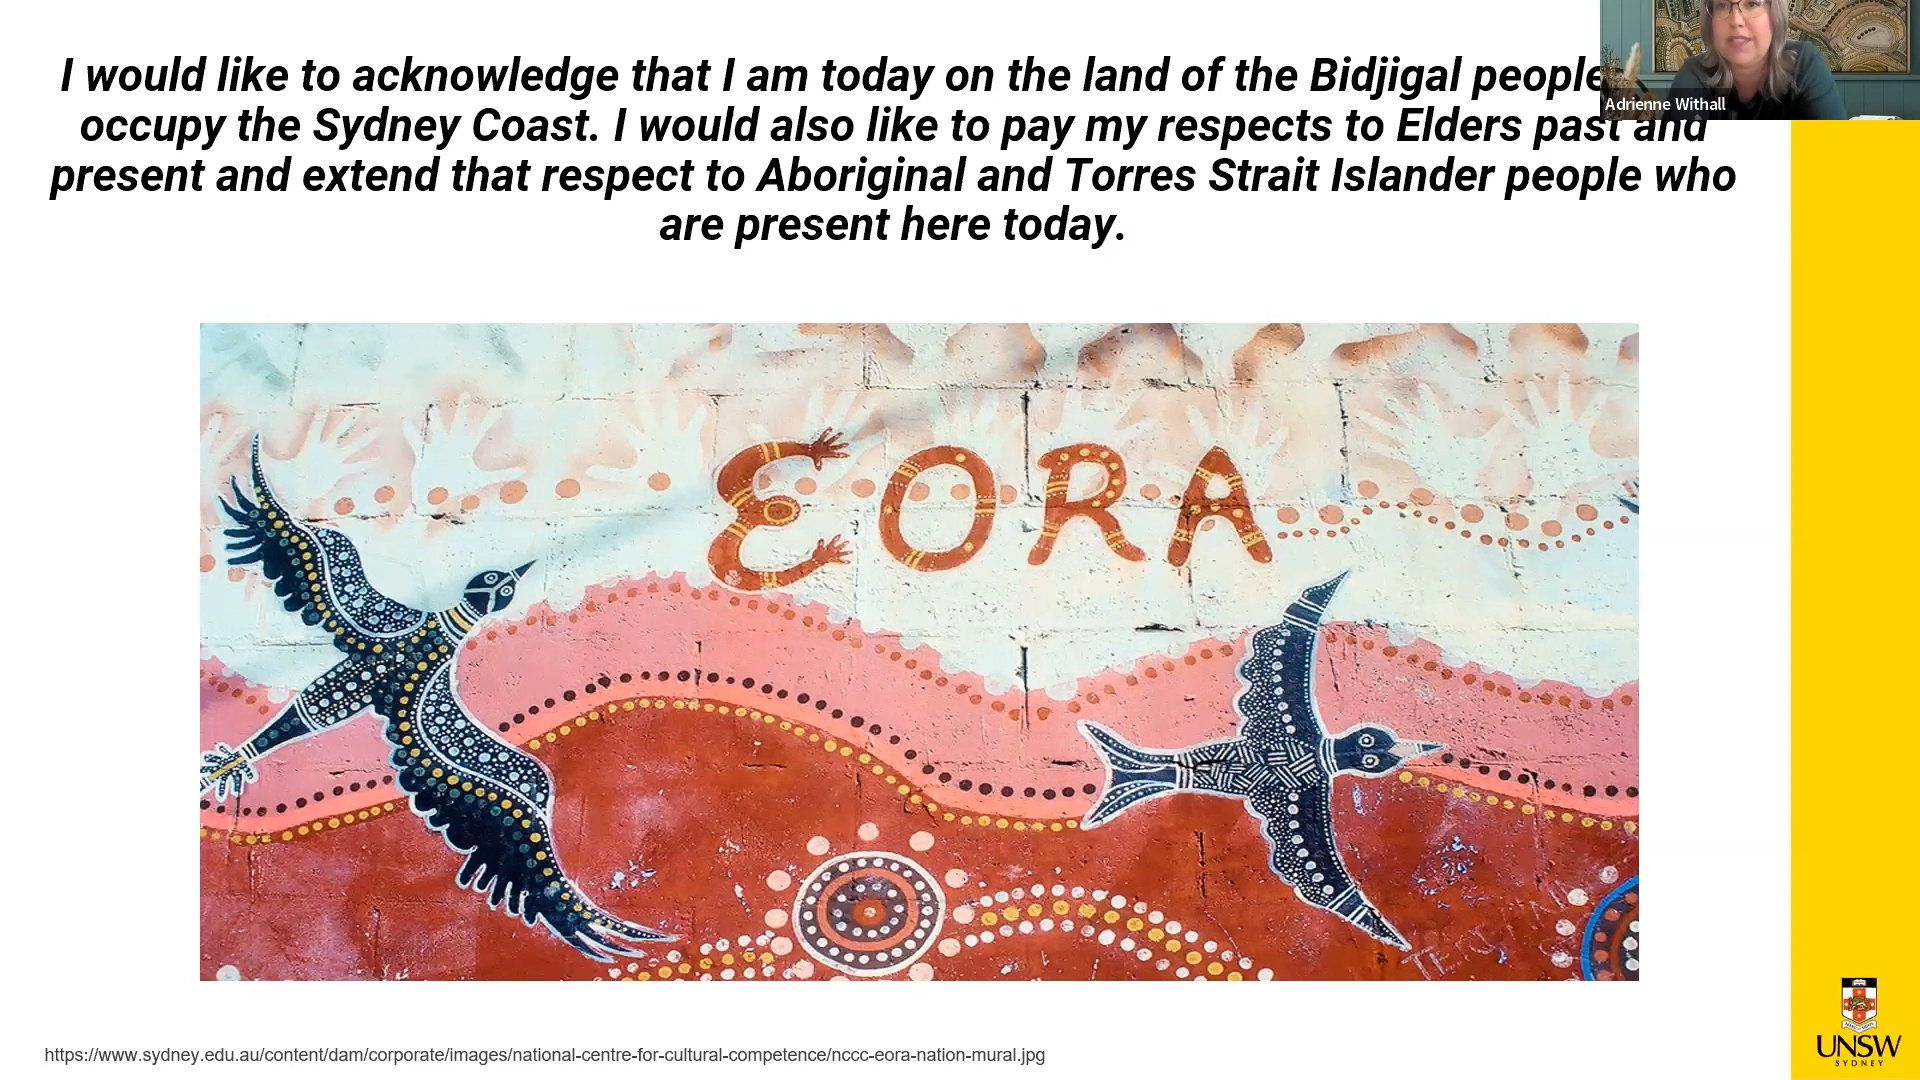 I would like to acknowledge that I am today on the land of the Bidjigal people
occupy the Sydney Coast. I would also like to pay my respects to Elders past and
present and extend that respect to Aboriginal and Torres Strait Islander people who
are present here today.
Adrienne Withall
EORA
https://www.sydney.edu.au/content/dam/corporate/images/national-centre-for-cultural-competence/nccc-eora-nation-mural.jpg
UNSW
SYDNEY